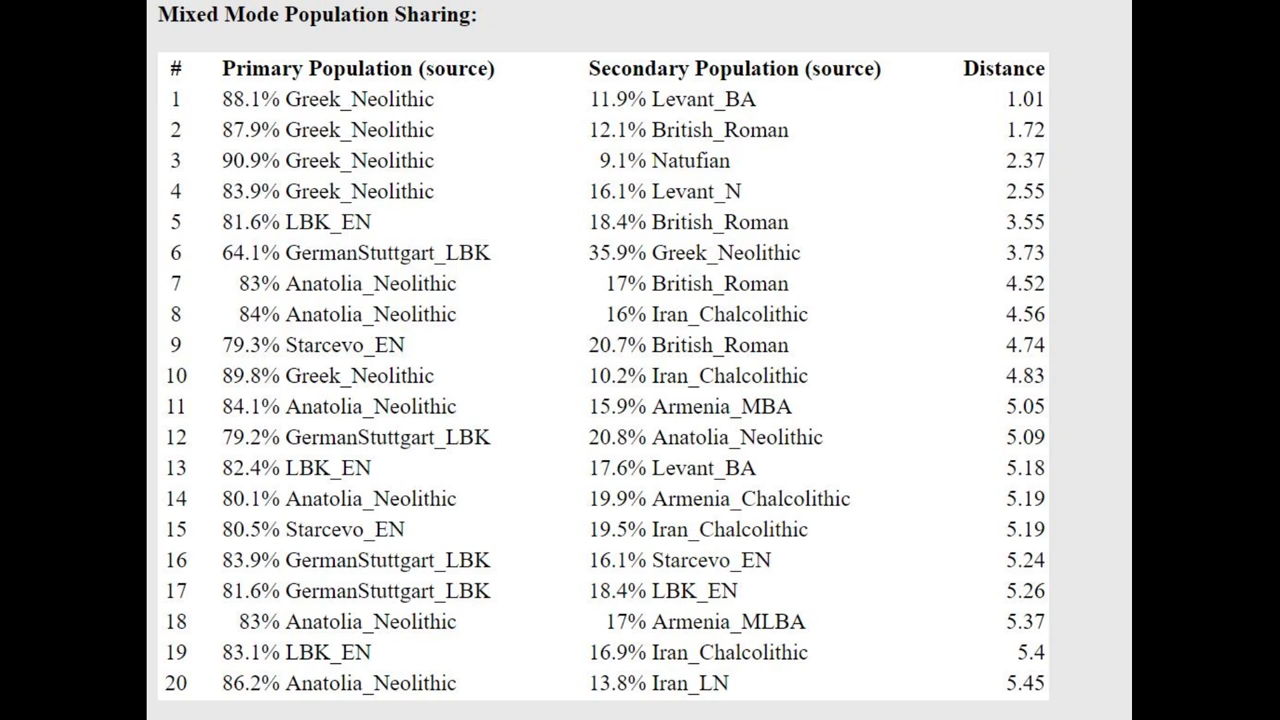 Mixed Mode Population Sharing:
# Primary Population (source) Secondary Population (source) Distance
1 88.1% Greek_Neolithic 11.9% Levant_BA 1.01
2 87.9% Greek_Neolithic 12.1% British_Roman 1.72
3 90.9% Greek_Neolithic 9.1% Natufian 2.37
4 83.9% Greek_Neolithic 16.1% Levant_N 2.55
5 81.6% LBK_EN 18.4% British_Roman 3.55
6 64.1% GermanStuttgart_LBK 35.9% Greek_Neolithic 3.73
7 83% Anatolia_Neolithic 17% British_Roman 4.52
8 84% Anatolia_Neolithic 16% Iran_Chalcolithic 4.56
9 79.3% Starcevo_EN 20.7% British_Roman 4.74
10 89.8% Greek_Neolithic 10.2% Iran_Chalcolithic 4.83
11 84.1% Anatolia_Neolithic 15.9% Armenia_MBA 5.05
12 79.2% GermanStuttgart_LBK 20.8% Anatolia_Neolithic 5.09
13 82.4% LBK_EN 17.6% Levant_BA 5.18
14 80.1% Anatolia_Neolithic 19.9% Armenia_Chalcolithic 5.19
15 80.5% Starcevo_EN 19.5% Iran_Chalcolithic 5.19
16 83.9% GermanStuttgart_LBK 16.1% Starcevo_EN 5.24
17 81.6% GermanStuttgart_LBK 18.4% LBK_EN 5.26
18 83% Anatolia_Neolithic 17% Armenia_MLBA 5.37
19 83.1% LBK_EN 16.9% Iran_Chalcolithic 5.4
20 86.2% Anatolia_Neolithic 13.8% Iran_LN 5.45